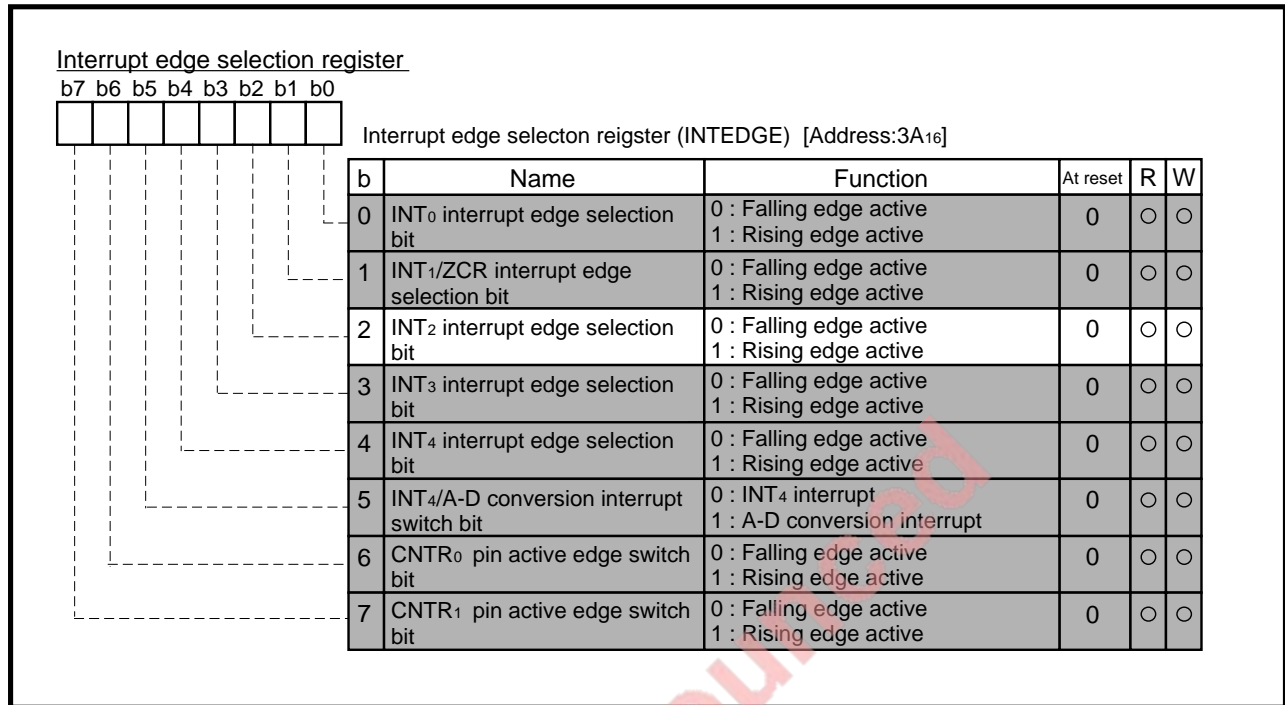 Interrupt edge selection register
b7 b6 b5 b4 b3 b2 b1 b0
Interrupt edge selecton reigster (INTEDGE) [Address:3A16]
b Name Function At reset R W
0 INT0 interrupt edge selection bit 0 : Falling edge active 1 : Rising edge active 0 ○ ○
1 INT1/ZCR interrupt edge selection bit 0 : Falling edge active 1 : Rising edge active 0 ○ ○
2 INT2 interrupt edge selection bit 0 : Falling edge active 1 : Rising edge active 0 ○ ○
3 INT3 interrupt edge selection bit 0 : Falling edge active 1 : Rising edge active 0 ○ ○
4 INT4 interrupt edge selection bit 0 : Falling edge active 1 : Rising edge active 0 ○ ○
5 INT4/A-D conversion interrupt switch bit 0 : INT4 interrupt 1 : A-D conversion interrupt 0 ○ ○
6 CNTR0 pin active edge switch bit 0 : Falling edge active 1 : Rising edge active 0 ○ ○
7 CNTR1 pin active edge switch bit 0 : Falling edge active 1 : Rising edge active 0 ○ ○